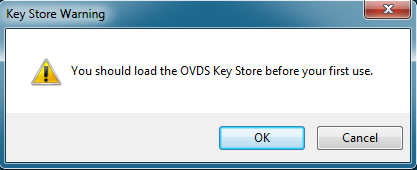 Key Store Warning
You should load the OVDS Key Store before your first use.
OK
Cancel